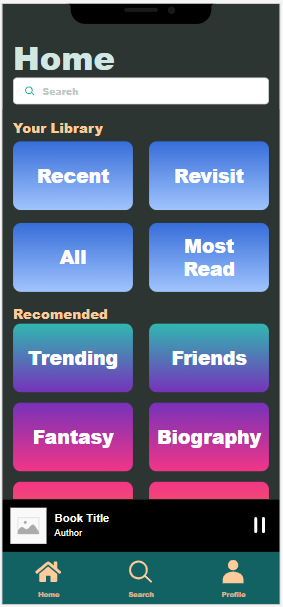 Home
Search
Your Library
Recent
Revisit
All
Most
Read
Recomended
Trending
Friends
Fantasy
Biography
Book Title
Author
Home
Search
Profile